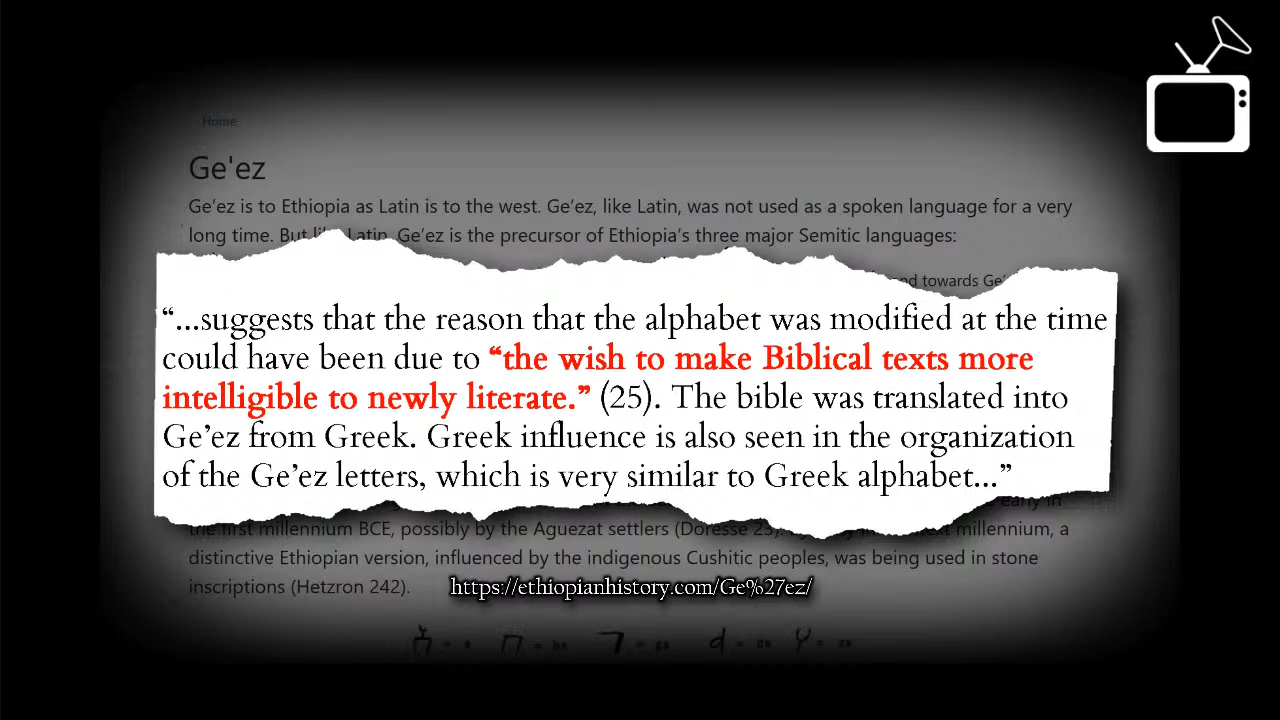 Home
Ge'ez
Ge'ez is to Ethiopia as Latin is to the west. Ge'ez, like Latin, was not used as a spoken language for a very
long time. But like Latin, Ge'ez is the precursor of Ethiopia's three major Semitic languages:
and towards Ge'
“...suggests that the reason that the alphabet was modified at the time
could have been due to “the wish to make Biblical texts more
intelligible to newly literate.” (25). The bible was translated into
Ge’ez from Greek. Greek influence is also seen in the organization
of the Ge’ez letters, which is very similar to Greek alphabet...”
early in
the first millennium BCE, possibly by the Aguezat settlers (Doresse 25). millennium, a
distinctive Ethiopian version, influenced by the indigenous Cushitic peoples, was being used in stone
inscriptions (Hetzron 242).
https://ethiopianhistory.com/Ge%27ez/